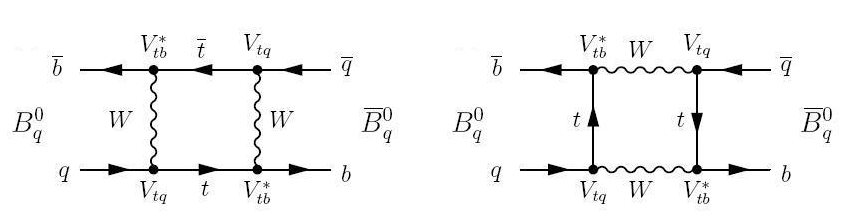 V*tb t̅ Vtq V*tb W Vtq
b̅ q̅ b̅ q̅
B0q W W B̅0q B0q t t B̅0q
q b q b
Vtq t V*tb Vtq W V*tb